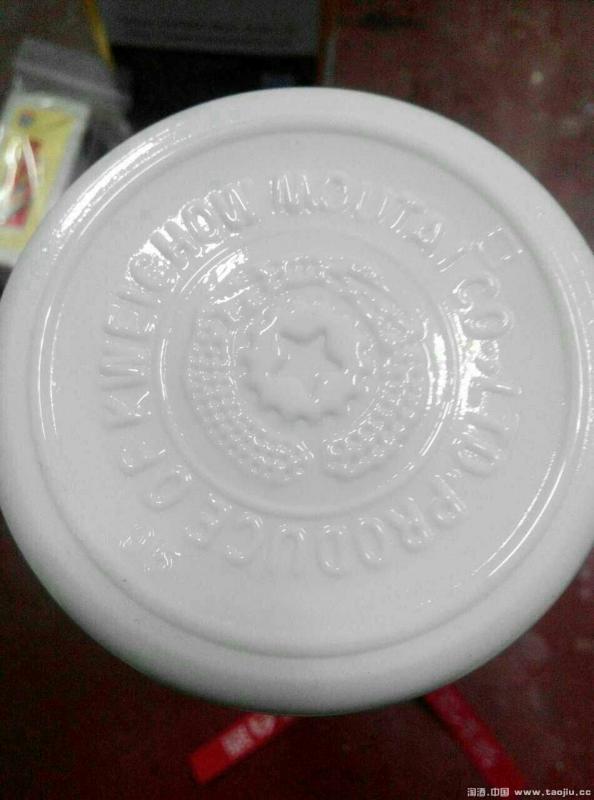 PRODUCE OF KWEICHOW MOUTAI CO.,LTD.
淘酒.中国 www.taojiu.cc